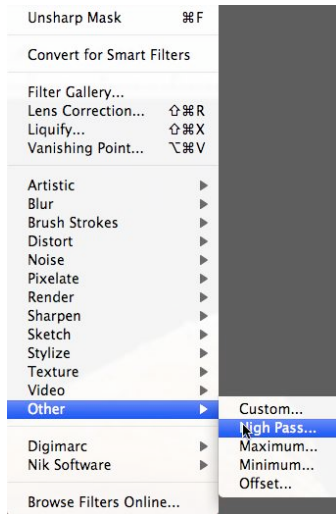 Unsharp Mask ⌘F
Convert for Smart Filters
Filter Gallery...
Lens Correction... ⇧⌘R
Liquify... ⇧⌘X
Vanishing Point... ⌥⌘V
Artistic
Blur
Brush Strokes
Distort
Noise
Pixelate
Render
Sharpen
Sketch
Stylize
Texture
Video
Other
Custom...
High Pass...
Maximum...
Minimum...
Offset...
Digimarc
Nik Software
Browse Filters Online...